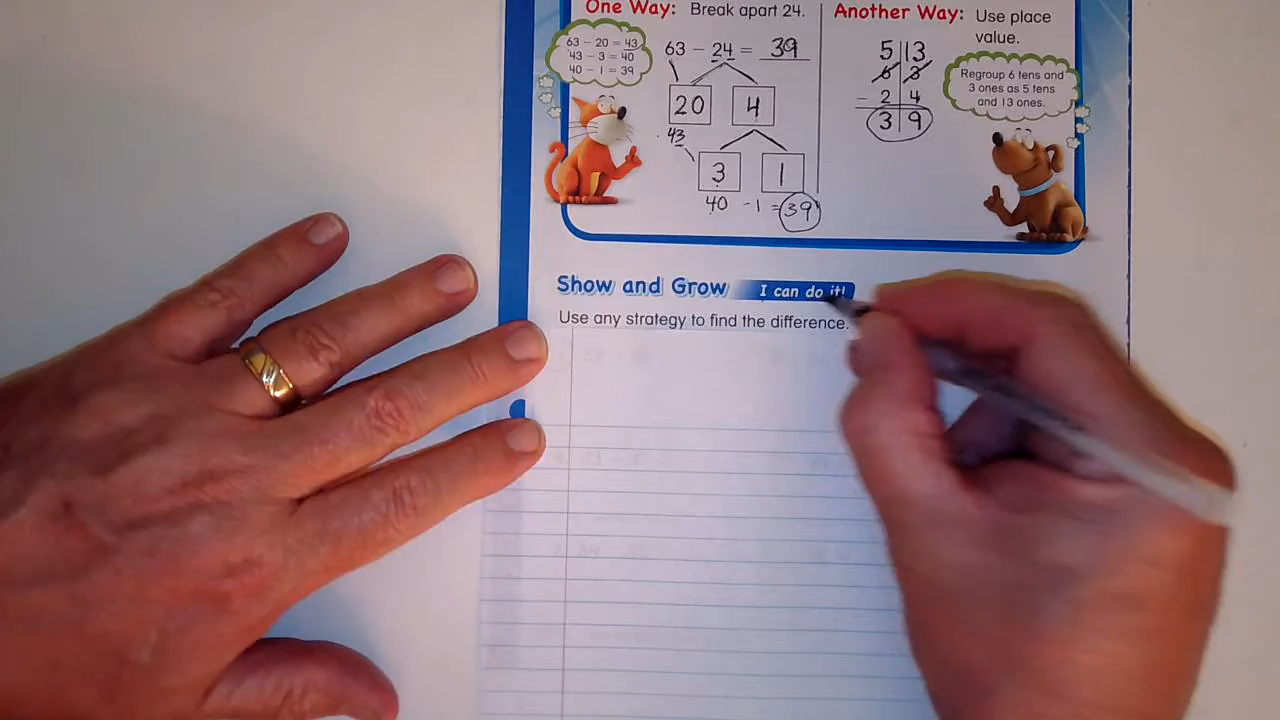 One Way: Break apart 24.
63 − 20 = 43
43 − 3 = 40
40 − 1 = 39
63 − 24 = 39
20 4
43
3 1
40 - 1 = 39
Another Way: Use place
value.
5 13
6 3
− 2 4
3 9
Regroup 6 tens and
3 ones as 5 tens
and 13 ones.
Show and Grow I can do it!
Use any strategy to find the difference.